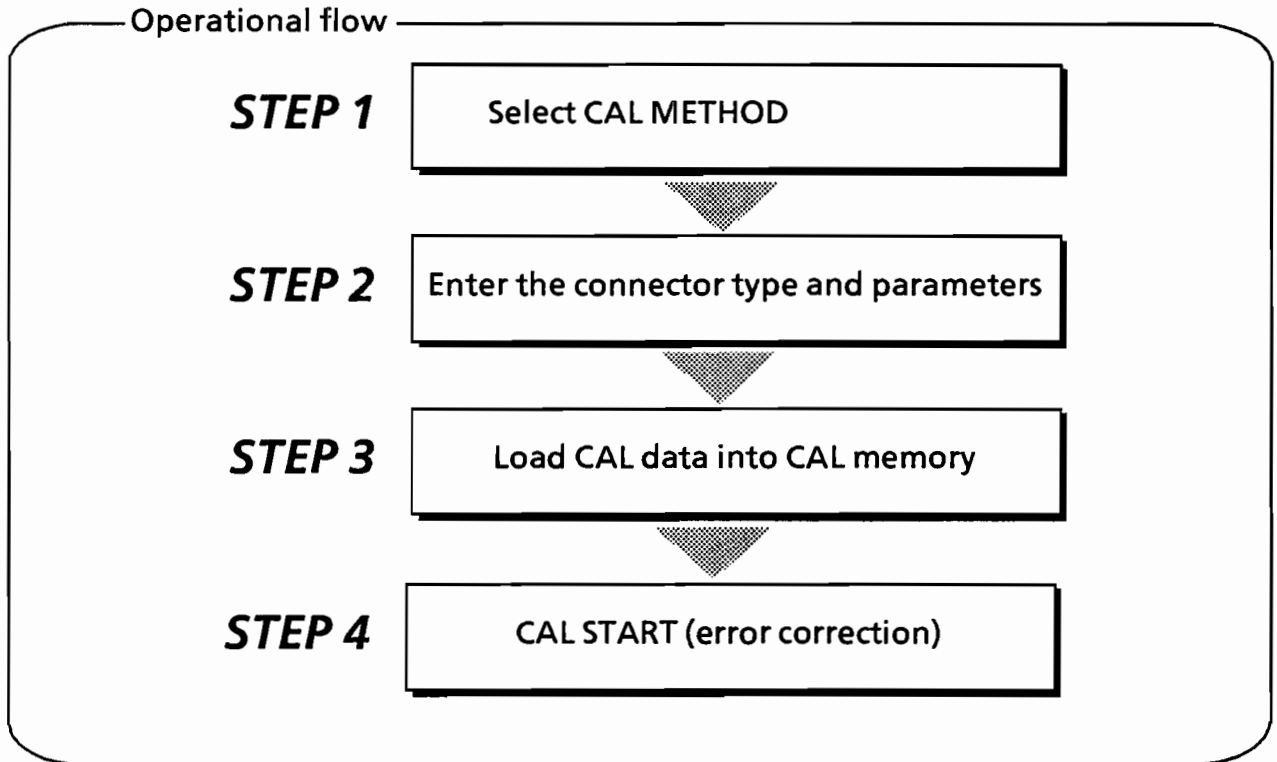 Operational flow
STEP 1 Select CAL METHOD
STEP 2 Enter the connector type and parameters
STEP 3 Load CAL data into CAL memory
STEP 4 CAL START (error correction)